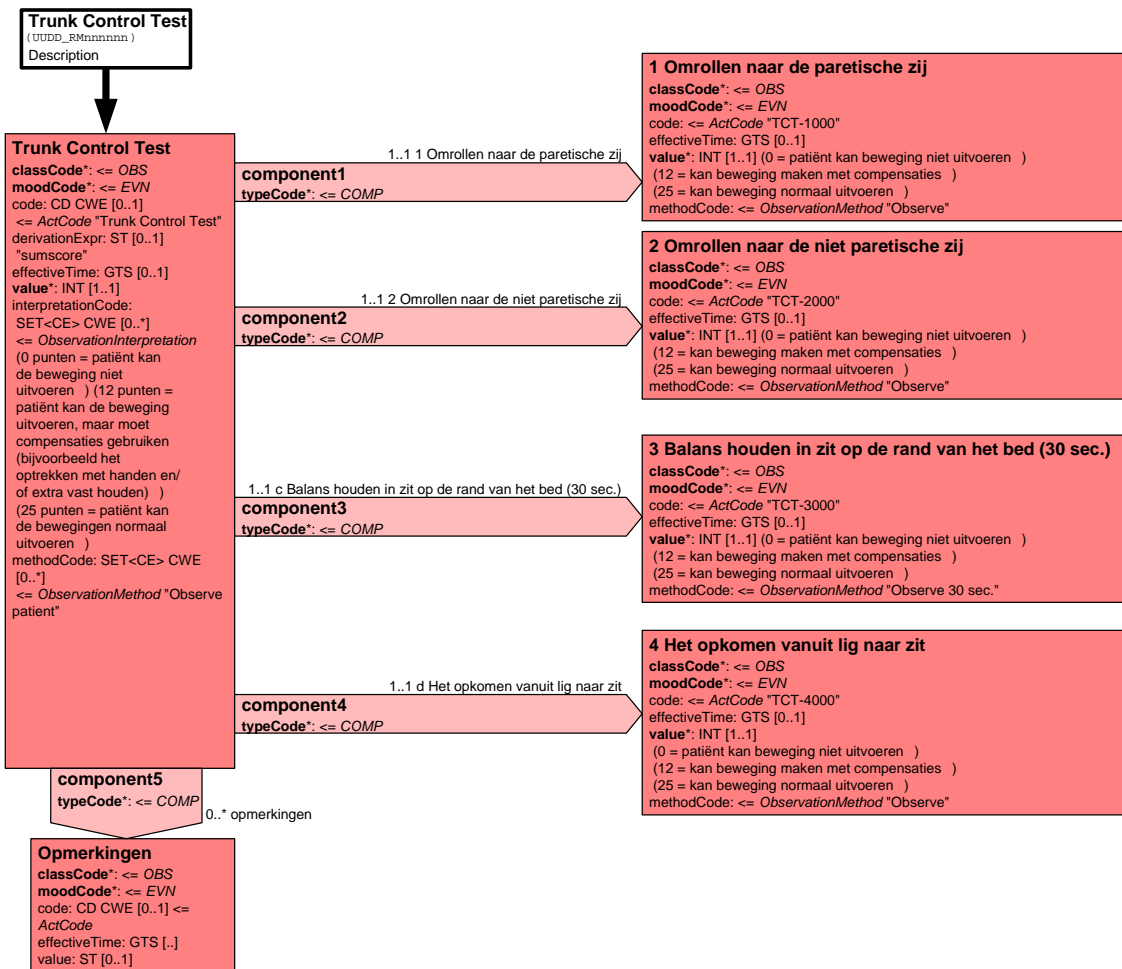 Trunk Control Test
(UUDD_RMnnnnnn )
Description
Trunk Control Test
classCode*: <= OBS
moodCode*: <= EVN
code: CD CWE [0..1]
<= ActCode "Trunk Control Test"
derivationExpr: ST [0..1]
"sumscore"
effectiveTime: GTS [0..1]
value*: INT [1..1]
interpretationCode:
SET<CE> CWE [0..*]
<= ObservationInterpretation
(0 punten = patiënt kan
de beweging niet
uitvoeren ) (12 punten =
patiënt kan de beweging
uitvoeren, maar moet
compensaties gebruiken
(bijvoorbeeld het
optrekken met handen en/
of extra vast houden) )
(25 punten = patiënt kan
de bewegingen normaal
uitvoeren )
methodCode: SET<CE> CWE
[0..*]
<= ObservationMethod "Observe
patient"
1..1 1 Omrollen naar de paretische zij
component1
typeCode*: <= COMP
1 Omrollen naar de paretische zij
classCode*: <= OBS
moodCode*: <= EVN
code: <= ActCode "TCT-1000"
effectiveTime: GTS [0..1]
value*: INT [1..1] (0 = patiënt kan beweging niet uitvoeren )
(12 = kan beweging maken met compensaties )
(25 = kan beweging normaal uitvoeren )
methodCode: <= ObservationMethod "Observe"
1..1 2 Omrollen naar de niet paretische zij
component2
typeCode*: <= COMP
2 Omrollen naar de niet paretische zij
classCode*: <= OBS
moodCode*: <= EVN
code: <= ActCode "TCT-2000"
effectiveTime: GTS [0..1]
value*: INT [1..1] (0 = patiënt kan beweging niet uitvoeren )
(12 = kan beweging maken met compensaties )
(25 = kan beweging normaal uitvoeren )
methodCode: <= ObservationMethod "Observe"
1..1 c Balans houden in zit op de rand van het bed (30 sec.)
component3
typeCode*: <= COMP
3 Balans houden in zit op de rand van het bed (30 sec.)
classCode*: <= OBS
moodCode*: <= EVN
code: <= ActCode "TCT-3000"
effectiveTime: GTS [0..1]
value*: INT [1..1] (0 = patiënt kan beweging niet uitvoeren )
(12 = kan beweging maken met compensaties )
(25 = kan beweging normaal uitvoeren )
methodCode: <= ObservationMethod "Observe 30 sec."
1..1 d Het opkomen vanuit lig naar zit
component4
typeCode*: <= COMP
4 Het opkomen vanuit lig naar zit
classCode*: <= OBS
moodCode*: <= EVN
code: <= ActCode "TCT-4000"
effectiveTime: GTS [0..1]
value*: INT [1..1]
(0 = patiënt kan beweging niet uitvoeren )
(12 = kan beweging maken met compensaties )
(25 = kan beweging normaal uitvoeren )
methodCode: <= ObservationMethod "Observe"
component5
typeCode*: <= COMP
0..* opmerkingen
Opmerkingen
classCode*: <= OBS
moodCode*: <= EVN
code: CD CWE [0..1] <=
ActCode
effectiveTime: GTS [..]
value: ST [0..1]